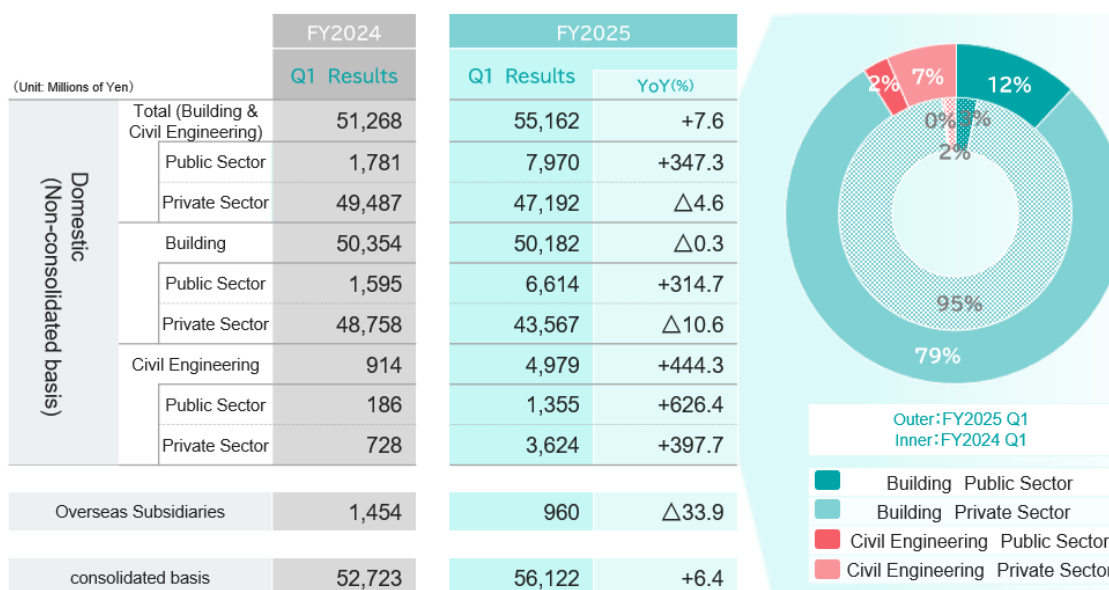 FY2024 FY2025
(Unit: Millions of Yen) Q1 Results Q1 Results YoY(%)
Domestic
(Non-consolidated basis)
Total (Building &
Civil Engineering) 51,268 55,162 +7.6
Public Sector 1,781 7,970 +347.3
Private Sector 49,487 47,192 △4.6
Building 50,354 50,182 △0.3
Public Sector 1,595 6,614 +314.7
Private Sector 48,758 43,567 △10.6
Civil Engineering 914 4,979 +444.3
Public Sector 186 1,355 +626.4
Private Sector 728 3,624 +397.7
Overseas Subsidiaries 1,454 960 △33.9
consolidated basis 52,723 56,122 +6.4
2% 7% 12%
0%
2%
95%
79%
Outer:FY2025 Q1
Inner:FY2024 Q1
Building Public Sector
Building Private Sector
Civil Engineering Public Sector
Civil Engineering Private Sector